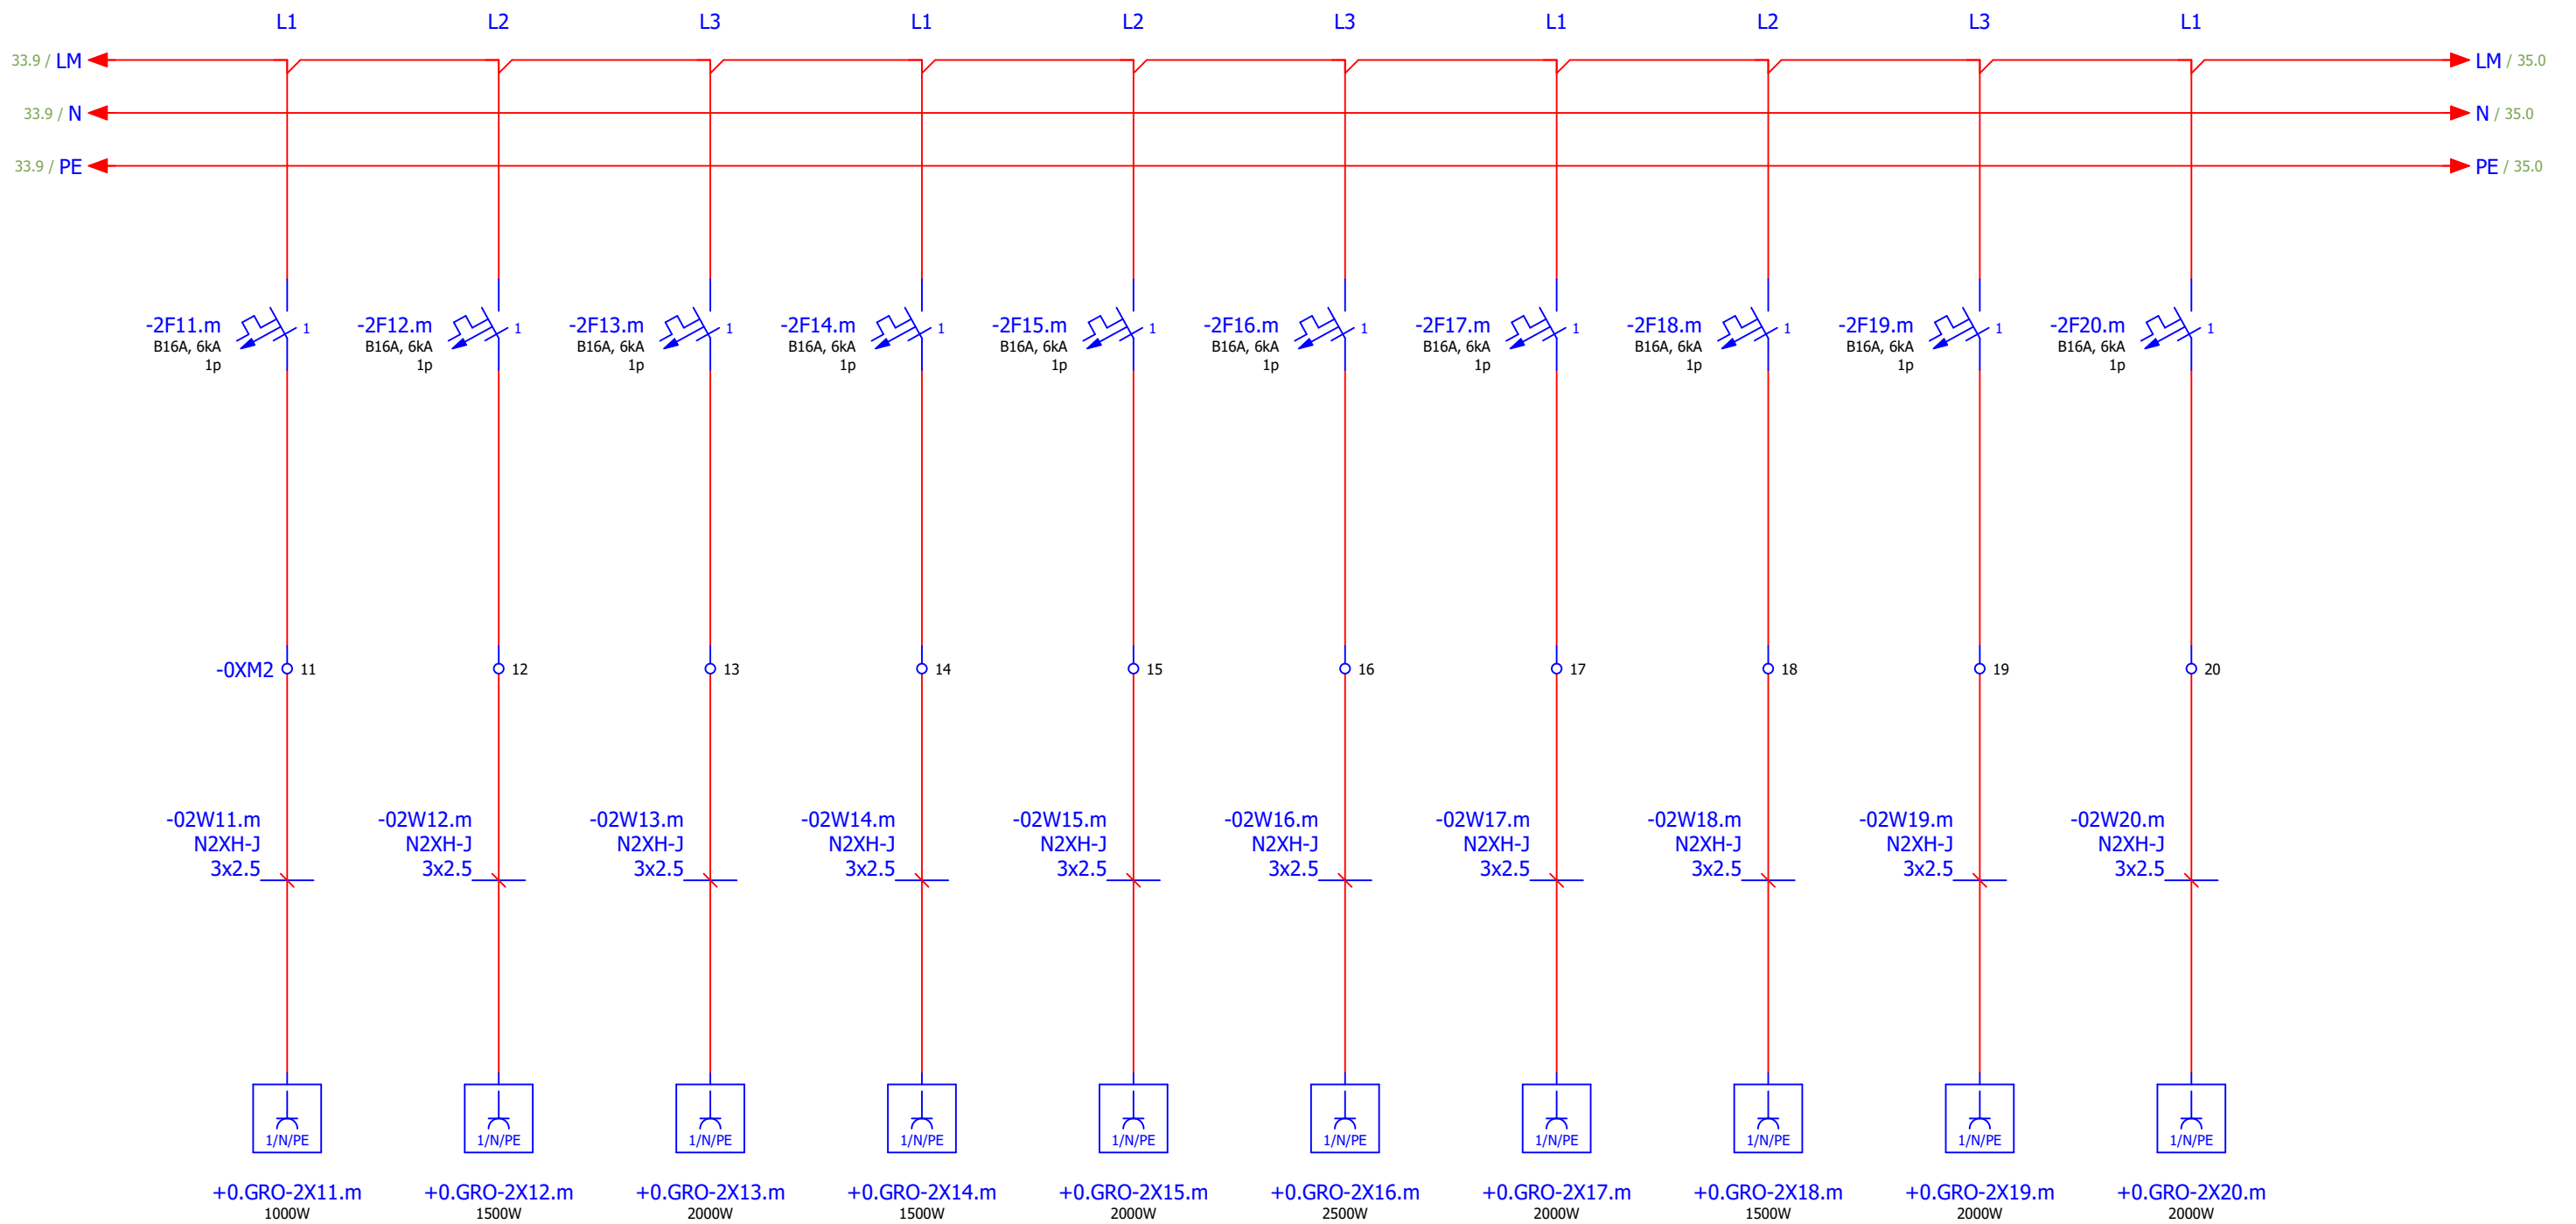 L1 L2 L3 L1 L2 L3 L1 L2 L3 L1
33.9 / LM LM / 35.0
33.9 / N N / 35.0
33.9 / PE PE / 35.0
-2F11.m 1 -2F12.m 1 -2F13.m 1 -2F14.m 1 -2F15.m 1 -2F16.m 1 -2F17.m 1 -2F18.m 1 -2F19.m 1 -2F20.m 1
B16A, 6kA B16A, 6kA B16A, 6kA B16A, 6kA B16A, 6kA B16A, 6kA B16A, 6kA B16A, 6kA B16A, 6kA B16A, 6kA
1p 1p 1p 1p 1p 1p 1p 1p 1p 1p
-0XM2 11 12 13 14 15 16 17 18 19 20
-02W11.m -02W12.m -02W13.m -02W14.m -02W15.m -02W16.m -02W17.m -02W18.m -02W19.m -02W20.m
N2XH-J N2XH-J N2XH-J N2XH-J N2XH-J N2XH-J N2XH-J N2XH-J N2XH-J N2XH-J
3x2.5 3x2.5 3x2.5 3x2.5 3x2.5 3x2.5 3x2.5 3x2.5 3x2.5 3x2.5
1/N/PE 1/N/PE 1/N/PE 1/N/PE 1/N/PE 1/N/PE 1/N/PE 1/N/PE 1/N/PE 1/N/PE
+0.GRO-2X11.m +0.GRO-2X12.m +0.GRO-2X13.m +0.GRO-2X14.m +0.GRO-2X15.m +0.GRO-2X16.m +0.GRO-2X17.m +0.GRO-2X18.m +0.GRO-2X19.m +0.GRO-2X20.m
1000W 1500W 2000W 1500W 2000W 2500W 2000W 1500W 2000W 2000W